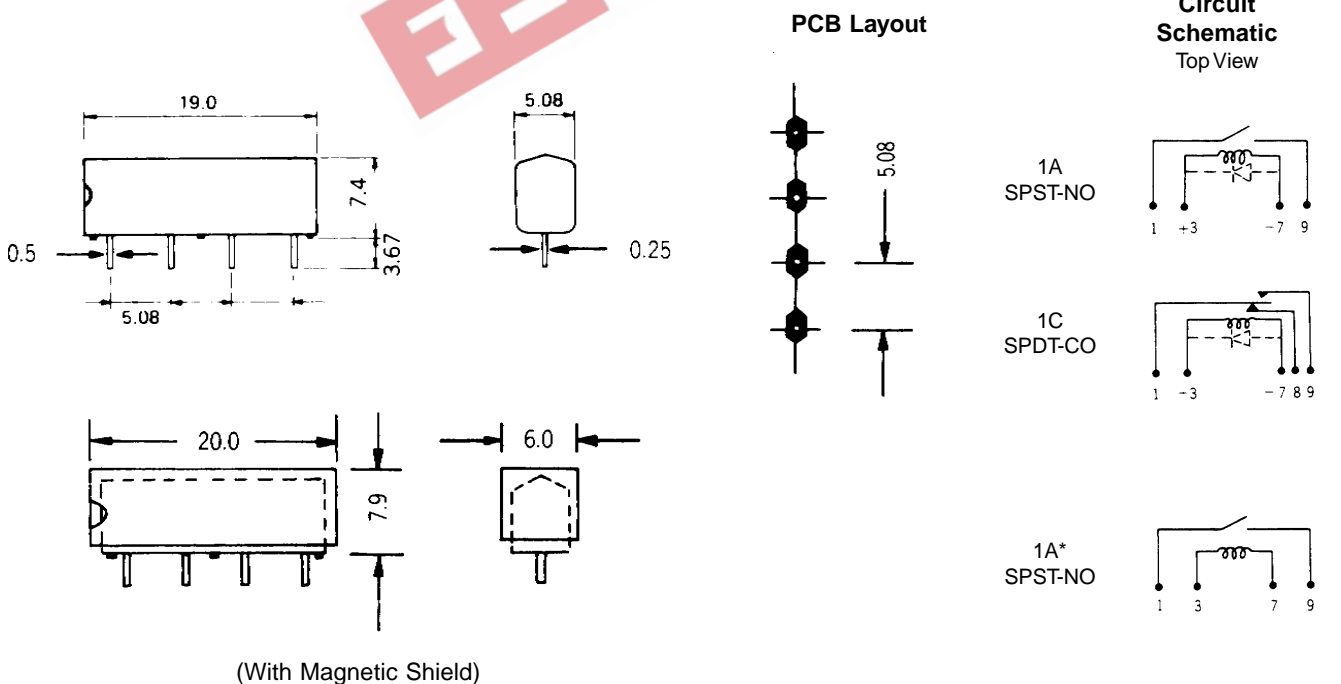 PCB Layout
Circuit
Schematic
Top View
19.0
5.08
7.4
3.67
0.5
0.25
5.08
5.08
1A
SPST-NO
1 +3 -7 9
1C
SPDT-CO
1 -3 -7 8 9
20.0
6.0
7.9
1A*
SPST-NO
1 3 7 9
(With Magnetic Shield)